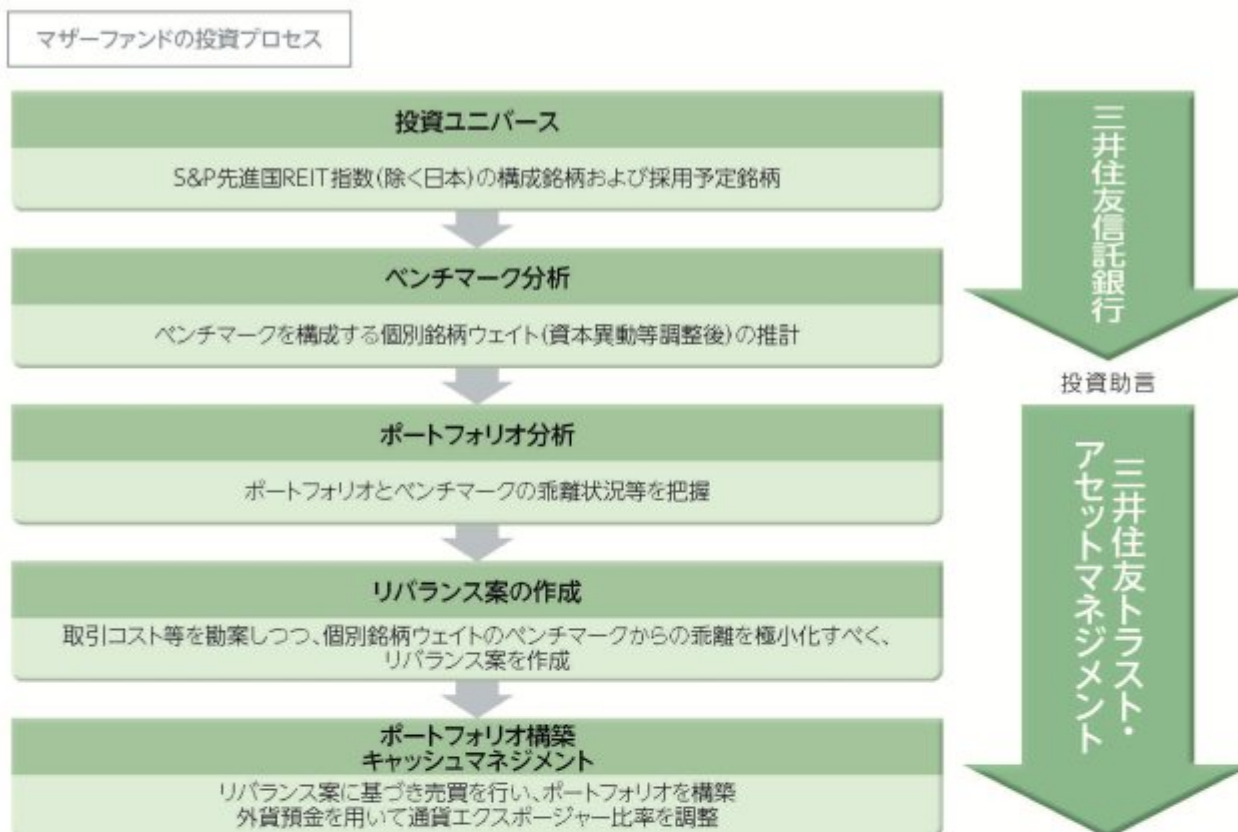 マザーファンドの投資プロセス
投資ユニバース
S&P先進国REIT指数(除く日本)の構成銘柄および採用予定銘柄
ベンチマーク分析
ベンチマークを構成する個別銘柄ウェイト(資本異動等調整後)の推計
ポートフォリオ分析
ポートフォリオとベンチマークの乖離状況等を把握
リバランス案の作成
取引コスト等を勘案しつつ、個別銘柄ウェイトのベンチマークからの乖離を極小化すべく、
リバランス案を作成
ポートフォリオ構築
キャッシュマネジメント
リバランス案に基づき売買を行い、ポートフォリオを構築
外貨預金を用いて通貨エクスポージャー比率を調整
三井住友信託銀行
投資助言
三井住友トラスト・
アセットマネジメント